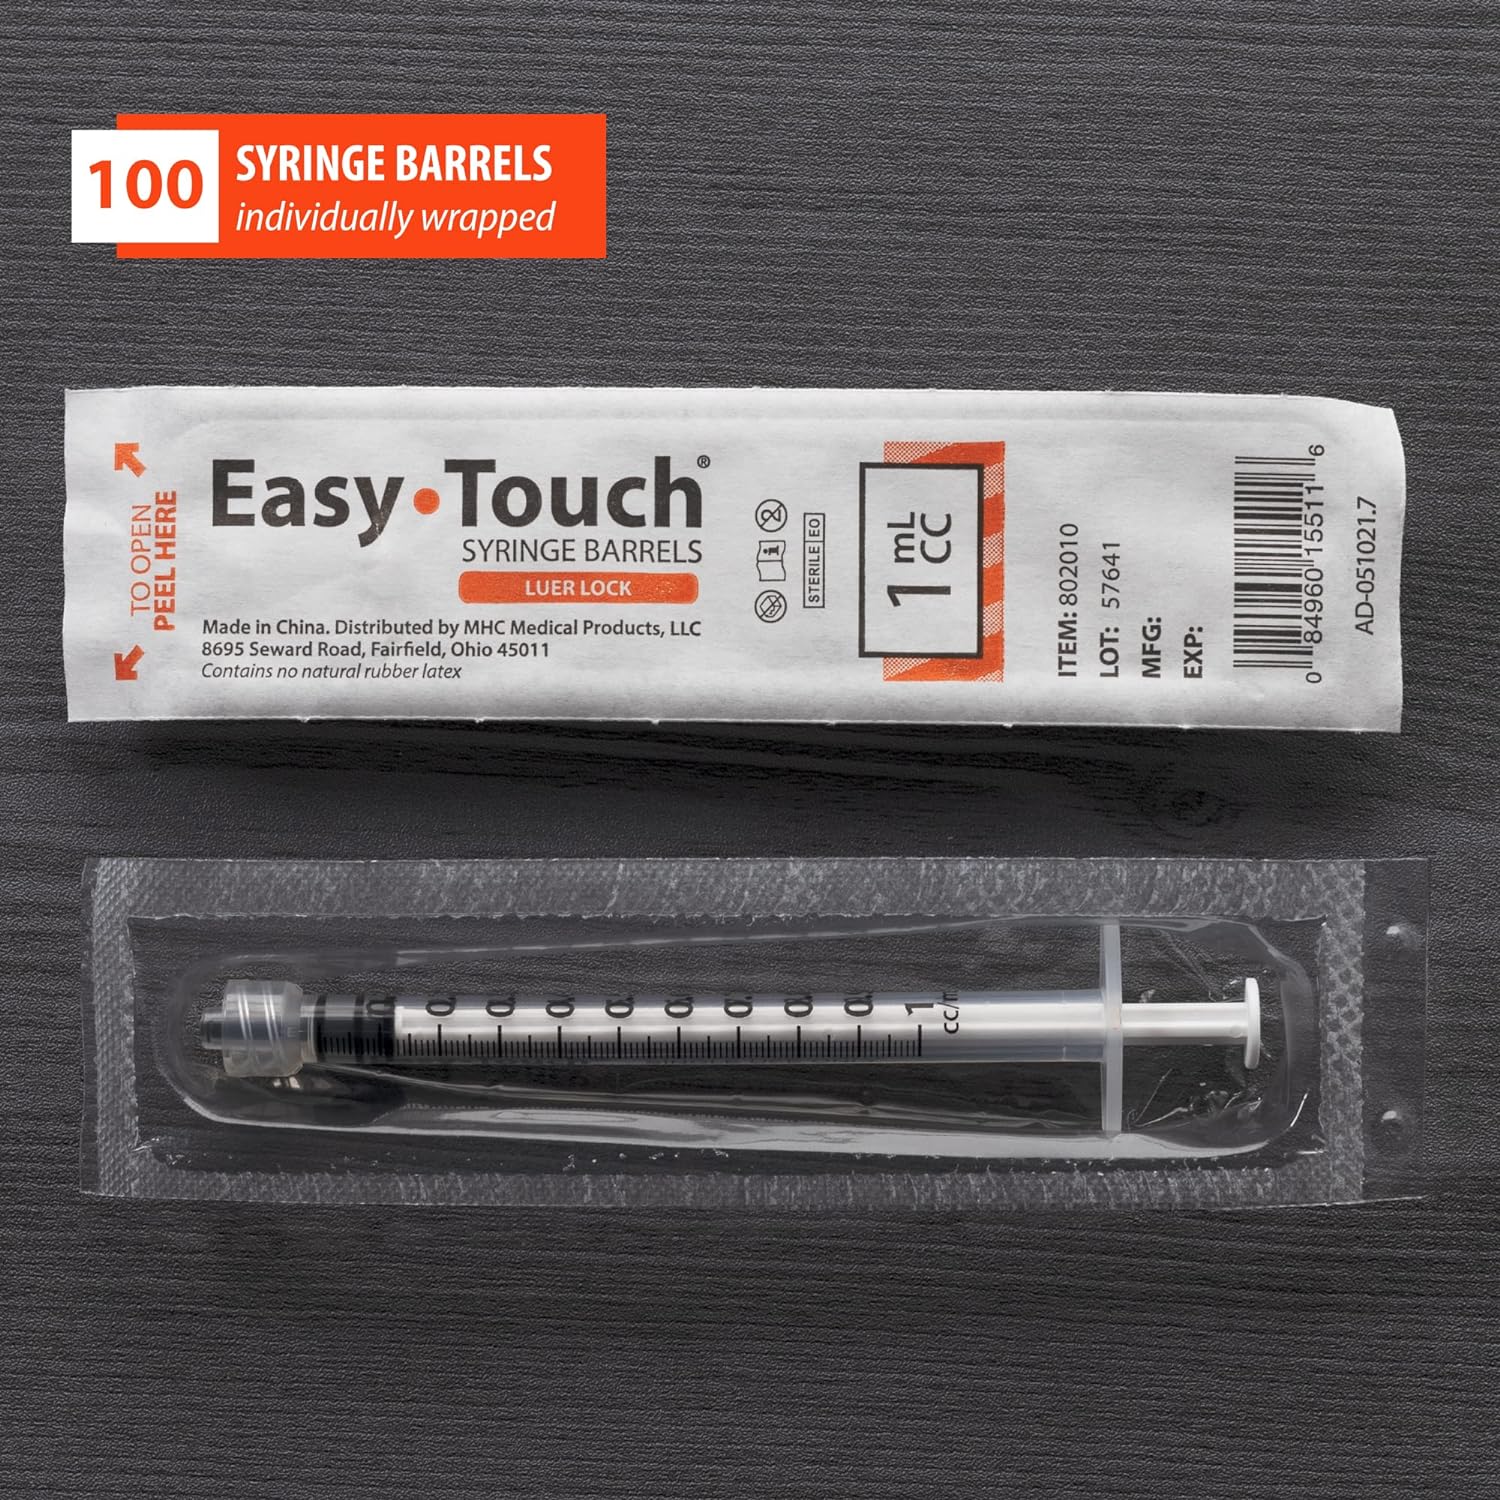 100
SYRINGE BARRELS
individually wrapped
TO OPEN
PEEL HERE
Easy Touch®
SYRINGE BARRELS
LUER LOCK
Made in China. Distributed by MHC Medical Products, LLC
8695 Seward Road, Fairfield, Ohio 45011
Contains no natural rubber latex
2
i
STERILE EO
1 mL
CC
ITEM: 802010
LOT: 57641
MFG:
EXP:
0 84960 15511 6
AD-051021.7
1